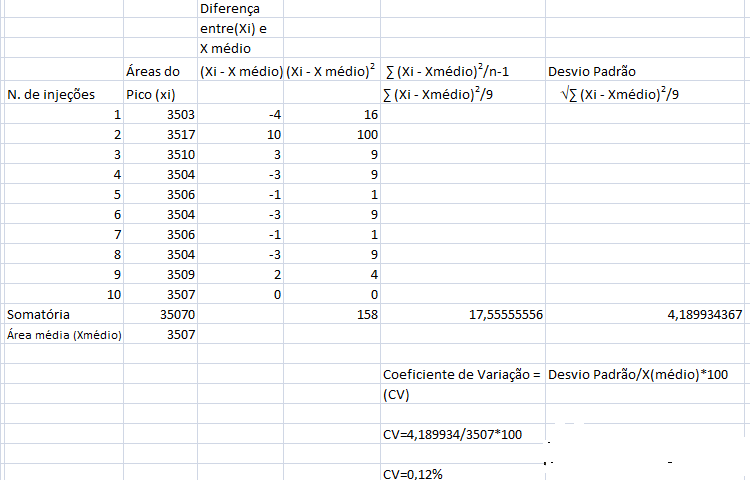 Diferença
entre(Xi) e
X médio
Áreas do (Xi - X médio) (Xi - X médio)² ∑ (Xi - Xmédio)²/n-1 Desvio Padrão
N. de injeções Pico (xi) ∑ (Xi - Xmédio)²/9 √∑ (Xi - Xmédio)²/9
1 3503 -4 16
2 3517 10 100
3 3510 3 9
4 3504 -3 9
5 3506 -1 1
6 3504 -3 9
7 3506 -1 1
8 3504 -3 9
9 3509 2 4
10 3507 0 0
Somatória 35070 158 17,55555556 4,189934367
Área média (Xmédio) 3507
Coeficiente de Variação = Desvio Padrão/X(médio)*100
(CV)
CV=4,189934/3507*100
CV=0,12%